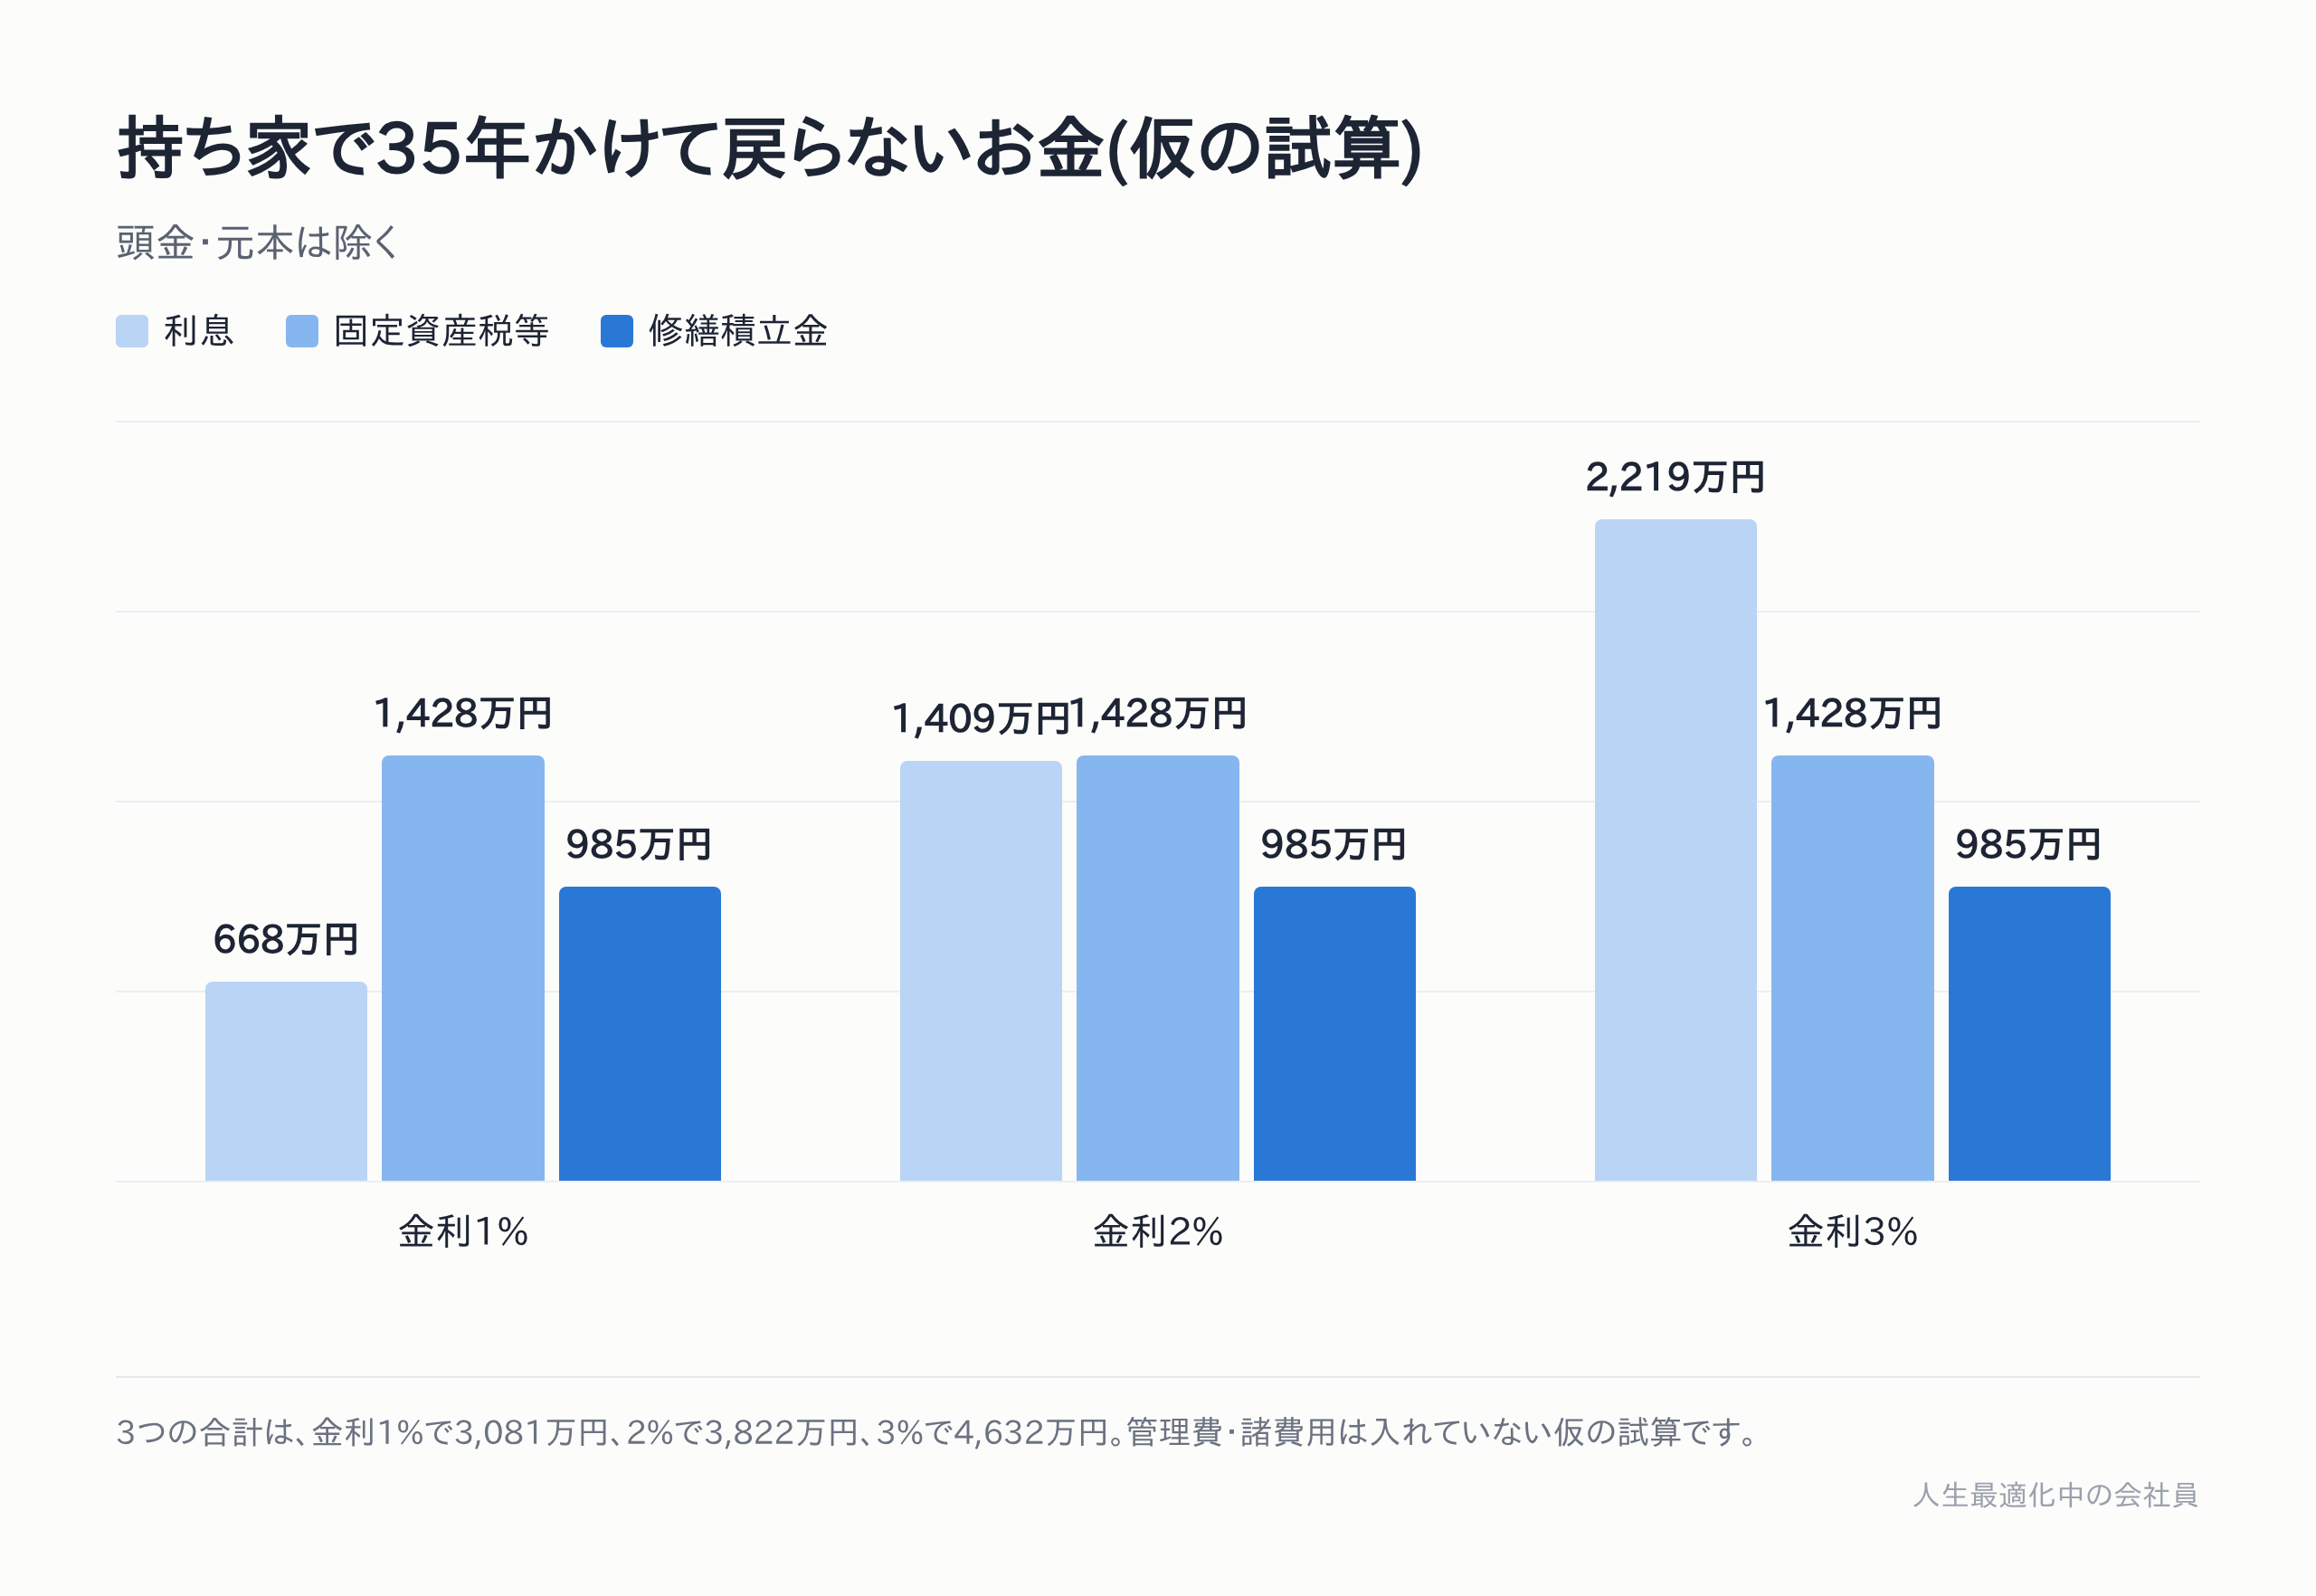 持ち家で35年かけて戻らないお金(仮の試算)
頭金・元本は除く
利息 固定資産税等 修繕積立金
2,219万円
1,428万円 1,409万円 1,428万円 1,428万円
985万円 985万円 985万円
668万円
金利1% 金利2% 金利3%
3つの合計は、金利1%で3,081万円、2%で3,822万円、3%で4,632万円。管理費・諸費用は入れていない仮の試算です。
人生最適化中の会社員